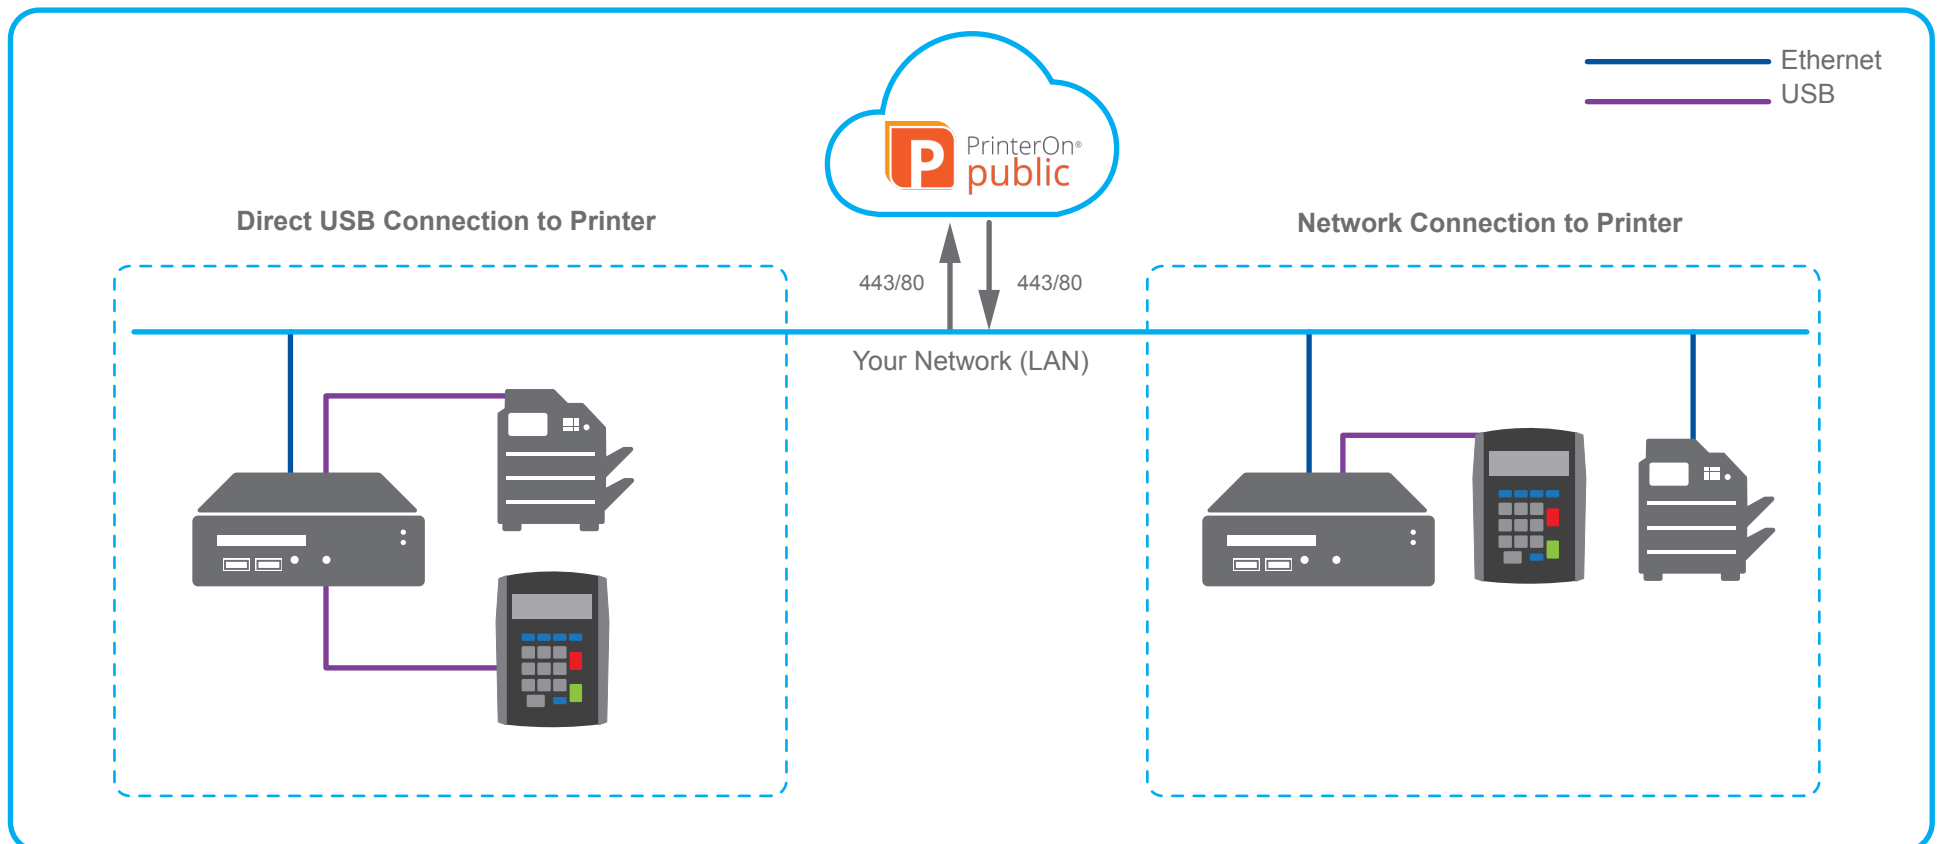 Ethernet
USB
P
PrinterOn®
public
Direct USB Connection to Printer
Network Connection to Printer
443/80
443/80
Your Network (LAN)